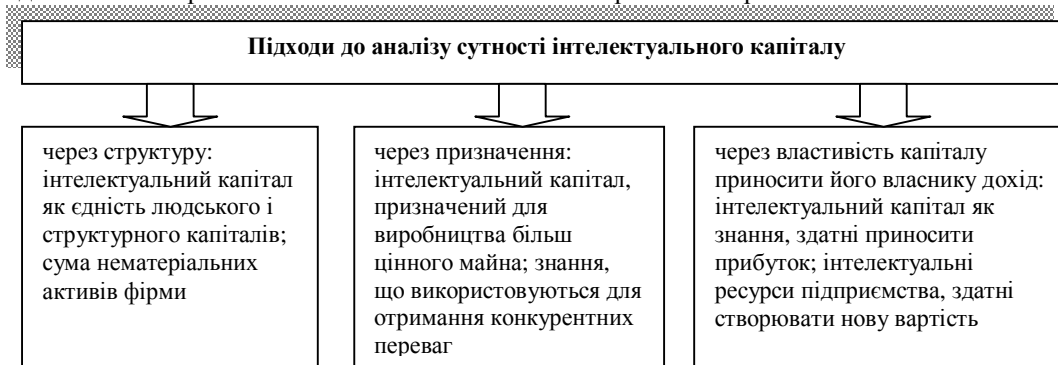 Підходи до аналізу сутності інтелектуального капіталу
через структуру:
інтелектуальний капітал
як єдність людського і
структурного капіталів;
сума нематеріальних
активів фірми
через призначення:
інтелектуальний капітал,
призначений для
виробництва більш
цінного майна; знання,
що використовуються для
отримання конкурентних
переваг
через властивість капіталу
приносити його власнику дохід:
інтелектуальний капітал як
знання, здатні приносити
прибуток; інтелектуальні
ресурси підприємства, здатні
створювати нову вартість